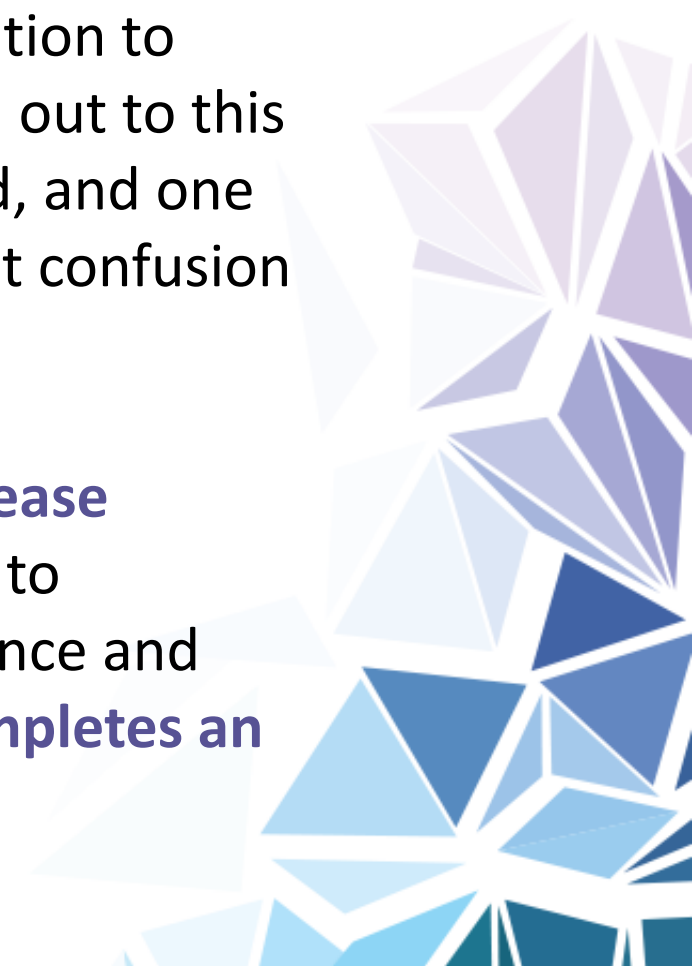 tion to
out to this
d, and one
t confusion
ease
to
nce and
npletes an